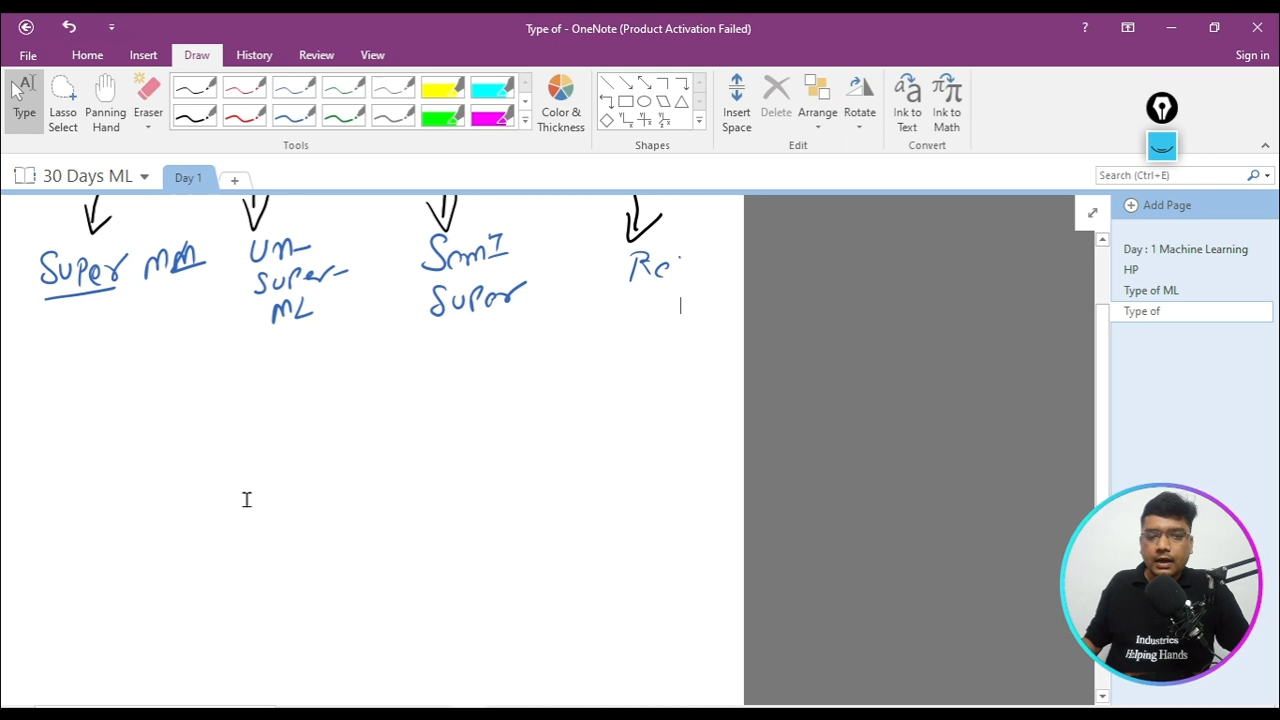 Type of - OneNote (Product Activation Failed)
?
File
Home
Insert
Draw
History
Review
View
Sign in
Type
Lasso
Select
Panning
Hand
Eraser
Color &
Thickness
Insert
Space
Delete
Arrange
Rotate
Ink to
Text
Ink to
Math
Tools
Shapes
Edit
Convert
30 Days ML
Day 1
Search (Ctrl+E)
Add Page
Day : 1 Machine Learning
HP
Type of ML
Type of
Super
Un-
Super-
ML
SemI
Super
Re
Industries
Helping Hands